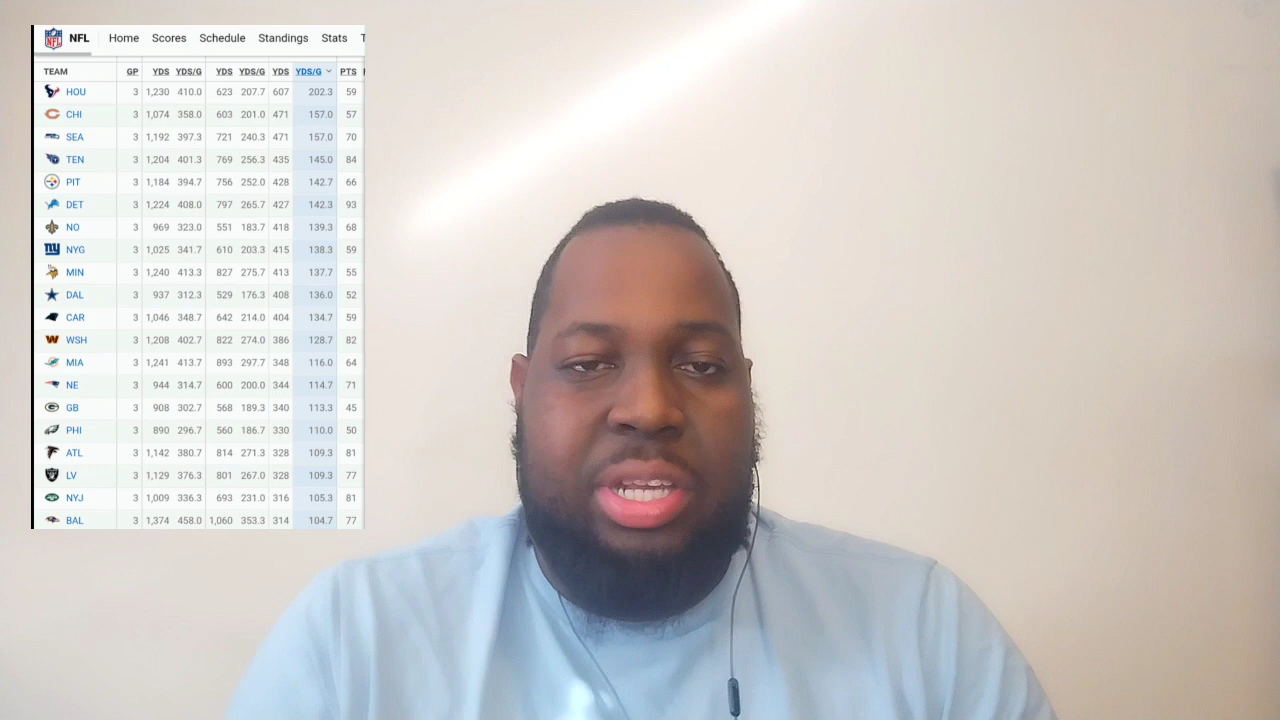 NFL Home Scores Schedule Standings Stats
TEAM GP YDS YDS/G YDS YDS/G YDS YDS/G PTS
HOU 3 1,230 410.0 623 207.7 607 202.3 59
CHI 3 1,074 358.0 603 201.0 471 157.0 57
SEA 3 1,192 397.3 721 240.3 471 157.0 70
TEN 3 1,204 401.3 769 256.3 435 145.0 84
PIT 3 1,184 394.7 756 252.0 428 142.7 66
DET 3 1,224 408.0 797 265.7 427 142.3 93
NO 3 969 323.0 551 183.7 418 139.3 68
NYG 3 1,025 341.7 610 203.3 415 138.3 59
MIN 3 1,240 413.3 827 275.7 413 137.7 55
DAL 3 937 312.3 529 176.3 408 136.0 52
CAR 3 1,046 348.7 642 214.0 404 134.7 59
WSH 3 1,208 402.7 822 274.0 386 128.7 82
MIA 3 1,241 413.7 893 297.7 348 116.0 64
NE 3 944 314.7 600 200.0 344 114.7 71
GB 3 908 302.7 568 189.3 340 113.3 45
PHI 3 890 296.7 560 186.7 330 110.0 50
ATL 3 1,142 380.7 814 271.3 328 109.3 81
LV 3 1,129 376.3 801 267.0 328 109.3 77
NYJ 3 1,009 336.3 693 231.0 316 105.3 81
BAL 3 1,374 458.0 1,060 353.3 314 104.7 77